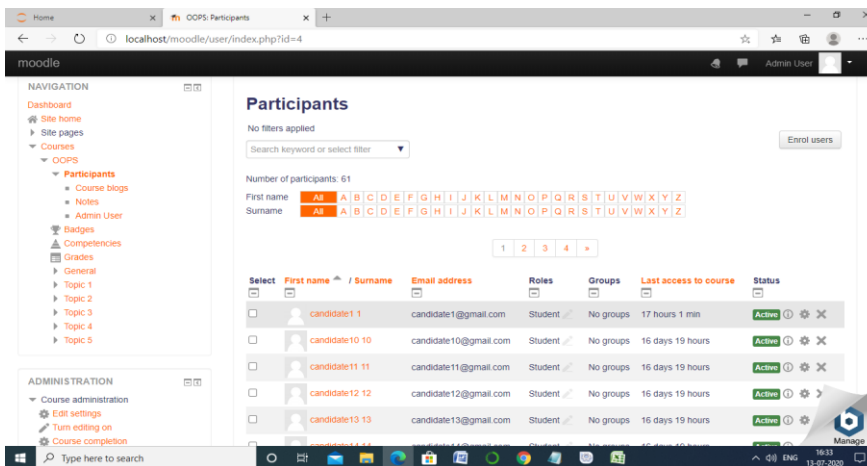 Home
OOPS: Participants
localhost/moodle/user/index.php?id=4
moodle
Admin User
NAVIGATION
Dashboard
Site home
Site pages
Courses
OOPS
Participants
Course blogs
Notes
Admin User
Badges
Competencies
Grades
General
Topic 1
Topic 2
Topic 3
Topic 4
Topic 5
ADMINISTRATION
Course administration
Edit settings
Turn editing on
Course completion
Participants
No filters applied
Search keyword or select filter ▼
Enrol users
Number of participants: 61
First name All A B C D E F G H I J K L M N O P Q R S T U V W X Y Z
Surname All A B C D E F G H I J K L M N O P Q R S T U V W X Y Z
1 2 3 4 »
Select First name / Surname Email address Roles Groups Last access to course Status
candidate1 1 candidate1@gmail.com Student No groups 17 hours 1 min Active
candidate10 10 candidate10@gmail.com Student No groups 16 days 19 hours Active
candidate11 11 candidate11@gmail.com Student No groups 16 days 19 hours Active
candidate12 12 candidate12@gmail.com Student No groups 16 days 19 hours Active
candidate13 13 candidate13@gmail.com Student No groups 16 days 19 hours Active
Manage
Type here to search
ENG
16:33
13-07-2020